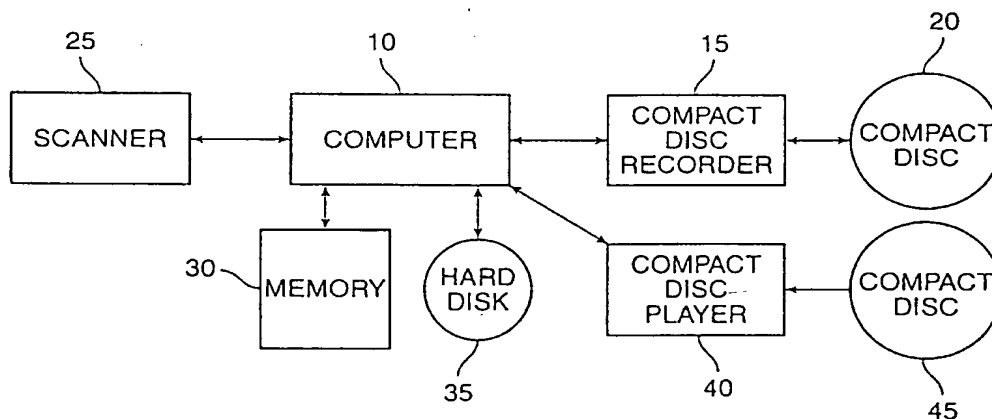 25
10
15
20
SCANNER
COMPUTER
COMPACT
DISC
RECORDER
COMPACT
DISC
30
MEMORY
HARD
DISK
COMPACT
DISC
PLAYER
COMPACT
DISC
35
40
45